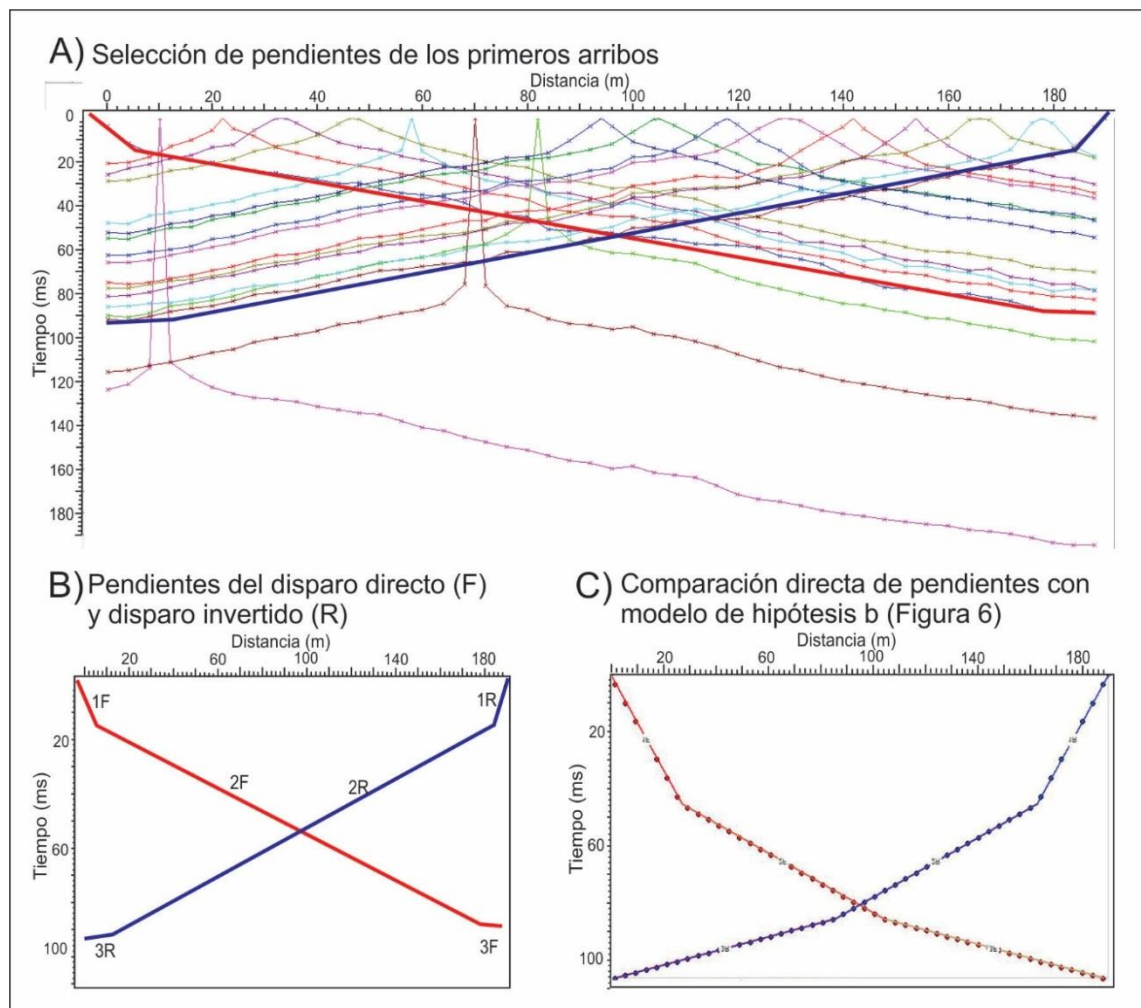 A) Selección de pendientes de los primeros arribos
Distancia (m)
0 20 40 60 80 100 120 140 160 180
Tiempo (ms)
0
20
40
60
80
100
120
140
160
180
B) Pendientes del disparo directo (F)
y disparo invertido (R)
Distancia (m)
20 60 100 140 180
Tiempo (ms)
20
60
100
1F
1R
2F
2R
3R
3F
C) Comparación directa de pendientes con
modelo de hipótesis b (Figura 6)
Distancia (m)
20 60 100 140 180
Tiempo (ms)
20
60
100